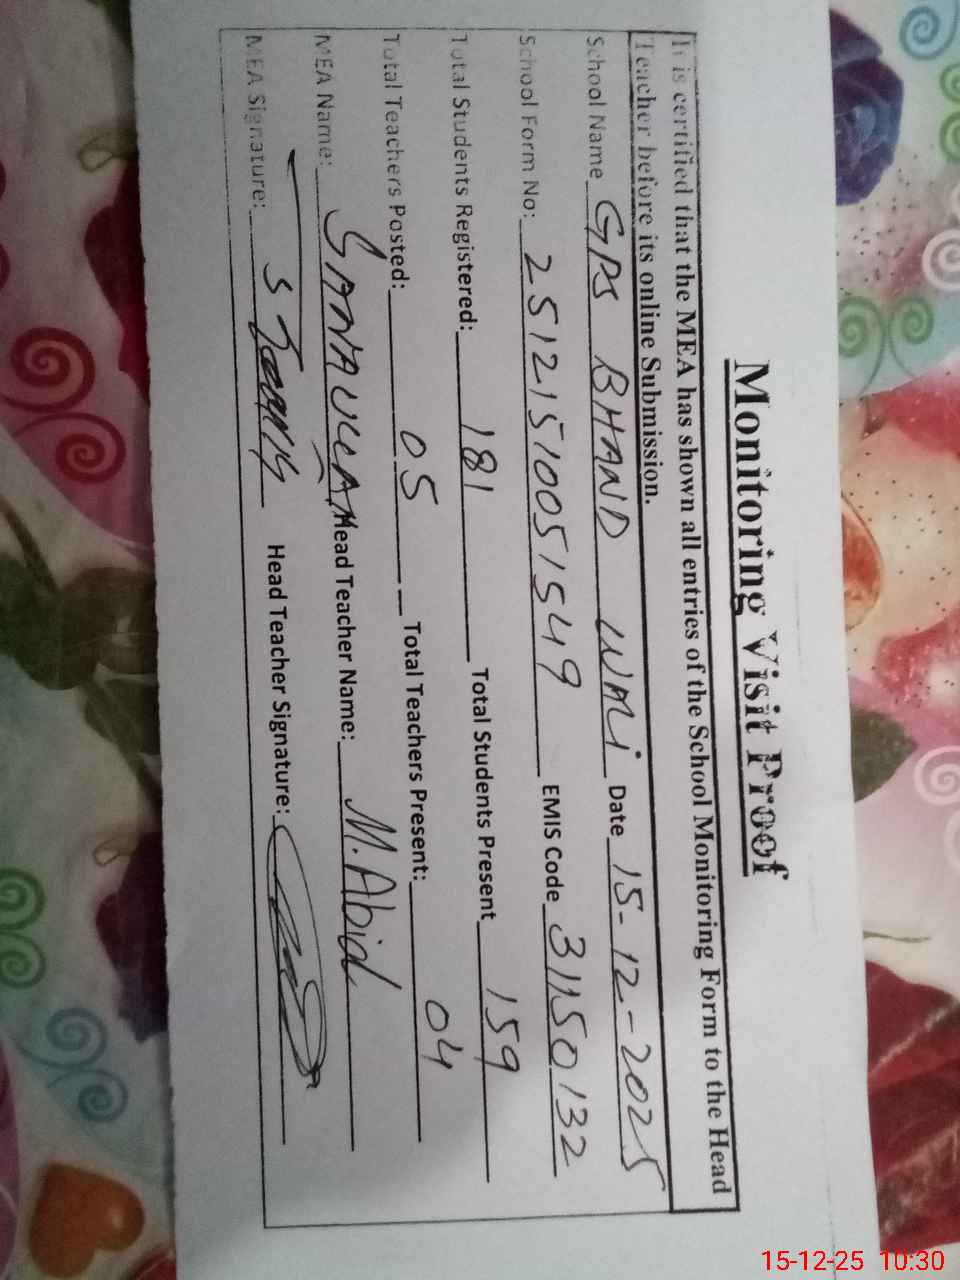 Monitoring Visit Proof
It is certified that the MEA has shown all entries of the School Monitoring Form to the Head
Teacher before its online Submission.
School Name GPS BHAND WALI Date 15-12-2025
School Form No: 25121510051549 EMIS Code 31150132
Total Students Registered: 181 Total Students Present 159
Total Teachers Posted: 05 Total Teachers Present: 04
MEA Name: SANAULLAH Head Teacher Name: M.Abid
MEA Signature: Head Teacher Signature:
15-12-25 10:30